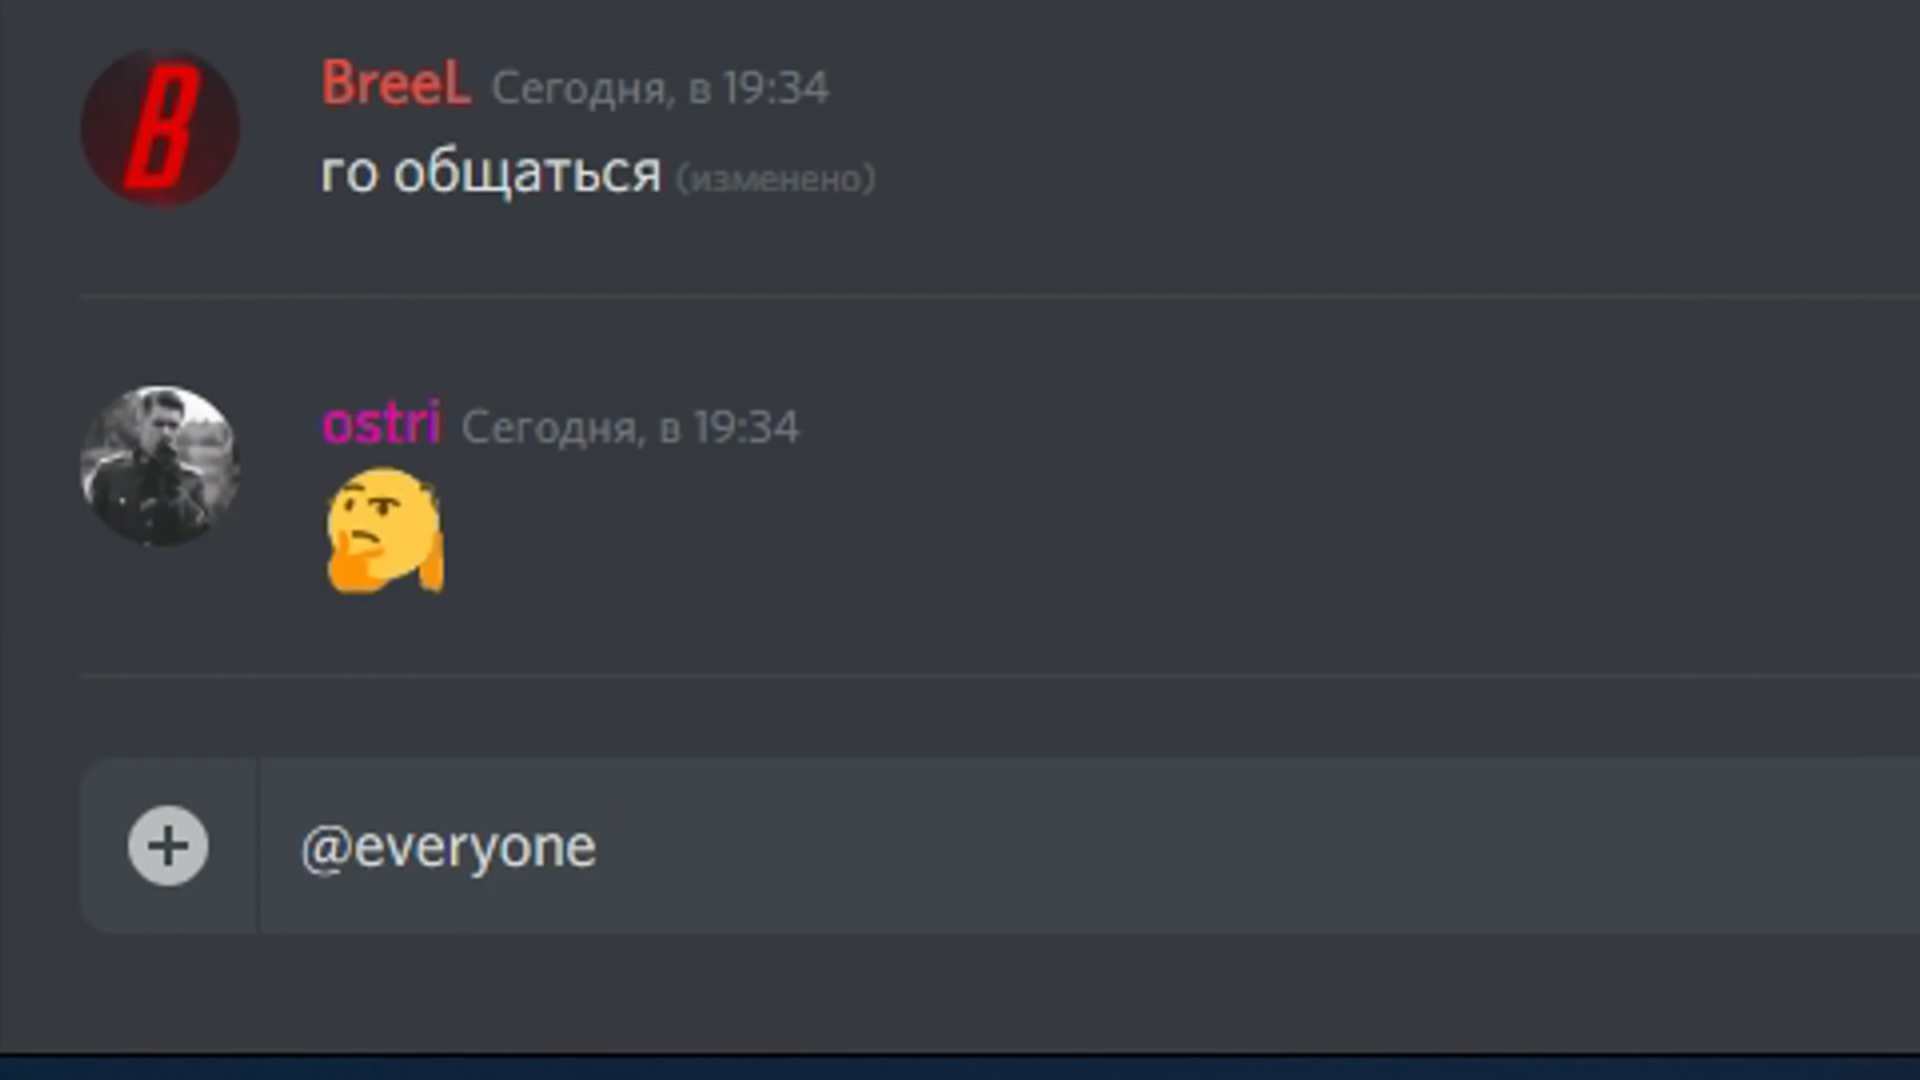 B
BreeL Сегодня, в 19:34
го общаться (изменено)
ostri Сегодня, в 19:34
@everyone